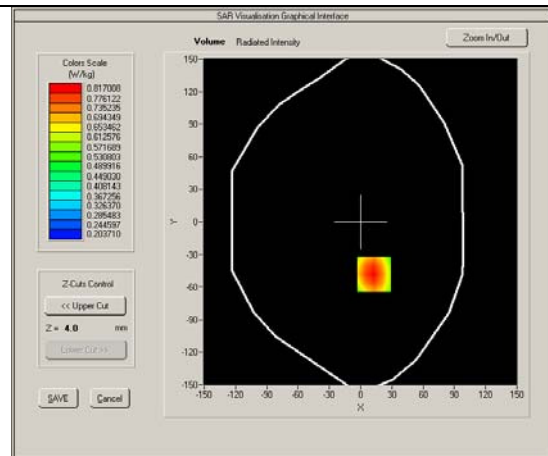 SAR Visualisation Graphical Interface
Volume Radiated Intensity
Zoom In/Out
Colors Scale
(W/kg)
0.817008
0.776122
0.735235
0.694349
0.653462
0.612576
0.571689
0.530803
0.489916
0.449030
0.408143
0.367256
0.326370
0.285483
0.244597
0.203710
Z-Cuts Control
<< Upper Cut
Z = 4.0 mm
Lower Cut >>
SAVE Cancel
150
120
90
60
30
0
-30
-60
-90
-120
-150
Y
-150 -120 -90 -60 -30 0 30 60 90 120 150
X